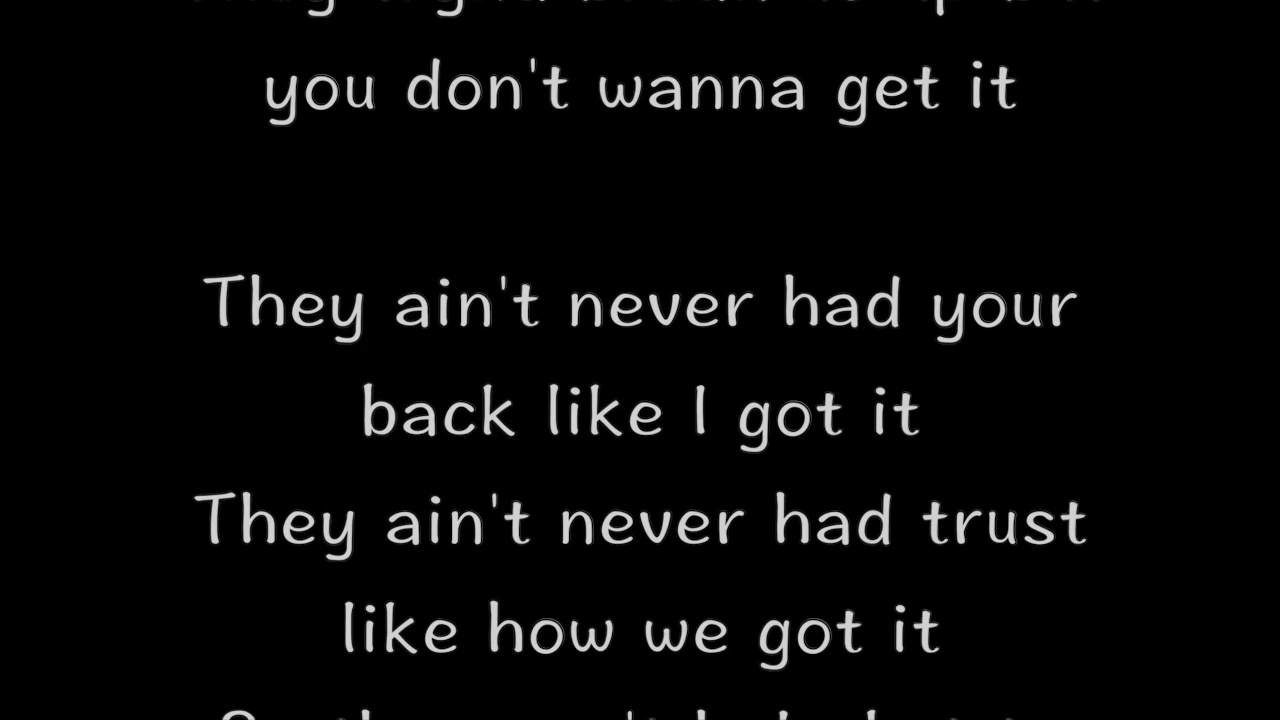 They
you don't wanna get it
They ain't never had your
back like I got it
They ain't never had trust
like how we got it